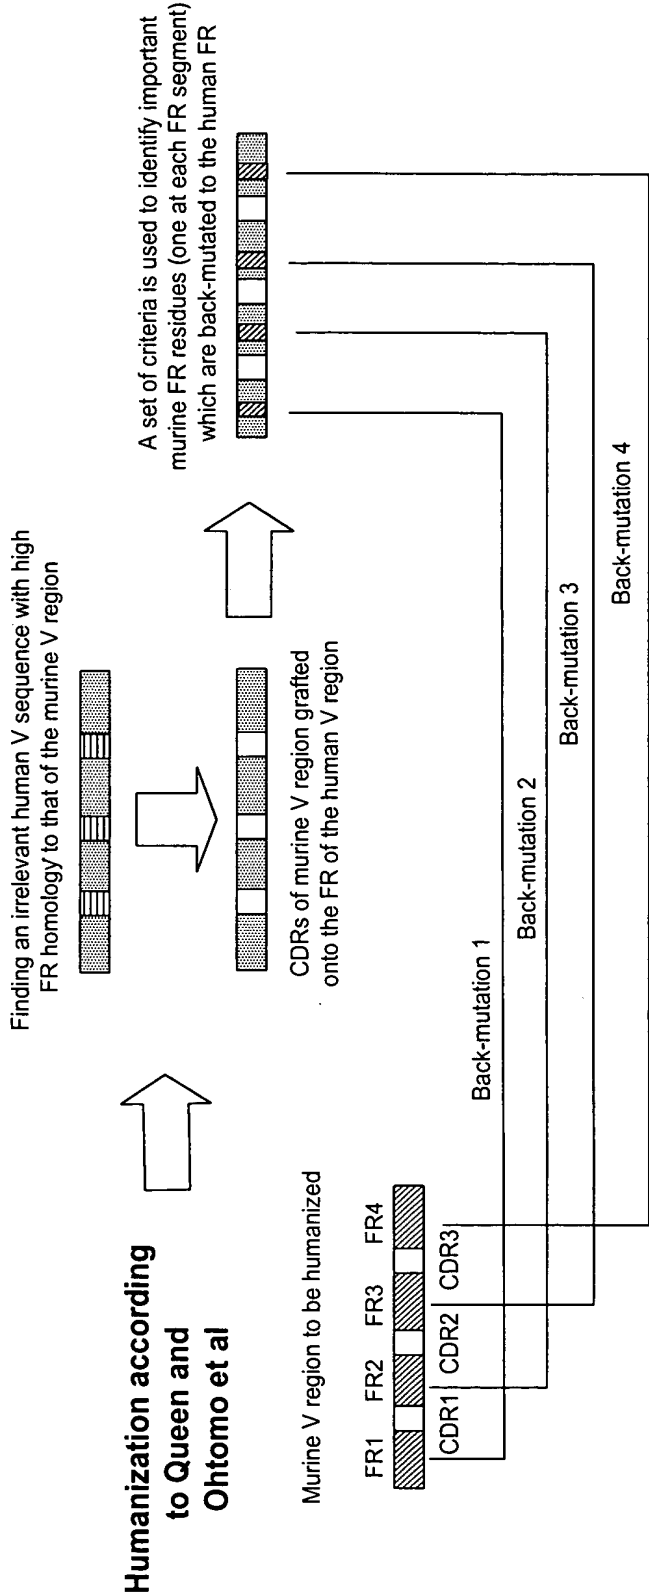 Humanization according
to Queen and
Ohtomo et al
Finding an irrelevant human V sequence with high
FR homology to that of the murine V region
CDRs of murine V region grafted
onto the FR of the human V region
A set of criteria is used to identify important
murine FR residues (one at each FR segment)
which are back-mutated to the human FR
Murine V region to be humanized
FR1 FR2 FR3 FR4
CDR1 CDR2 CDR3
Back-mutation 1
Back-mutation 2
Back-mutation 3
Back-mutation 4